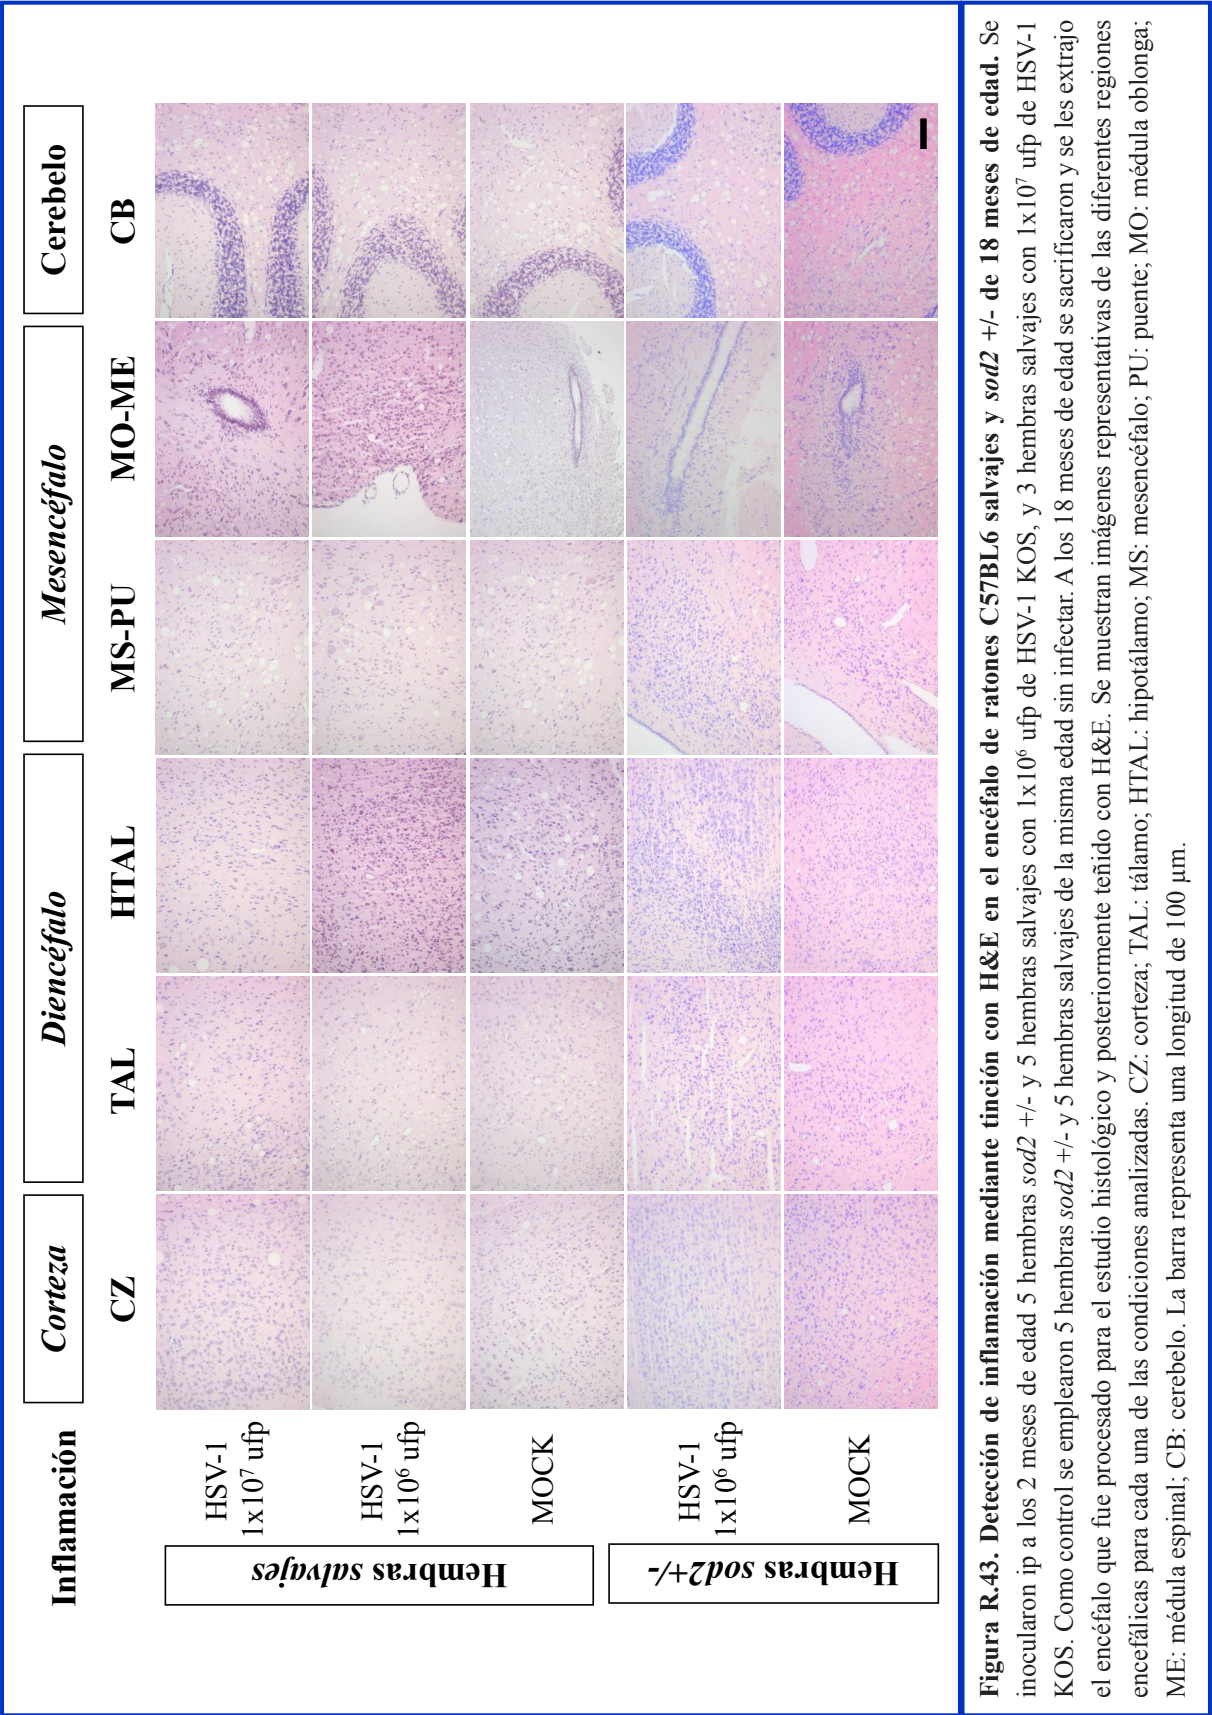 Inflamación
Corteza
Diencéfalo
Mesencéfalo
Cerebelo
CZ
TAL
HTAL
MS-PU
MO-ME
CB
Hembras salvajes
HSV-1
1x10⁷ ufp
HSV-1
1x10⁶ ufp
MOCK
Hembras sod2+/-
HSV-1
1x10⁶ ufp
MOCK
Figura R.43. Detección de inflamación mediante tinción con H&E en el encéfalo de ratones C57BL6 salvajes y sod2 +/- de 18 meses de edad. Se
inocularon ip a los 2 meses de edad 5 hembras sod2 +/- y 5 hembras salvajes con 1x10⁶ ufp de HSV-1 KOS, y 3 hembras salvajes con 1x10⁷ ufp de HSV-1
KOS. Como control se emplearon 5 hembras sod2 +/- y 5 hembras salvajes de la misma edad sin infectar. A los 18 meses de edad se sacrificaron y se les extrajo
el encéfalo que fue procesado para el estudio histológico y posteriormente teñido con H&E. Se muestran imágenes representativas de las diferentes regiones
encefálicas para cada una de las condiciones analizadas. CZ: corteza; TAL: tálamo; HTAL: hipotálamo; MS: mesencéfalo; PU: puente; MO: médula oblonga;
ME: médula espinal; CB: cerebelo. La barra representa una longitud de 100 µm.